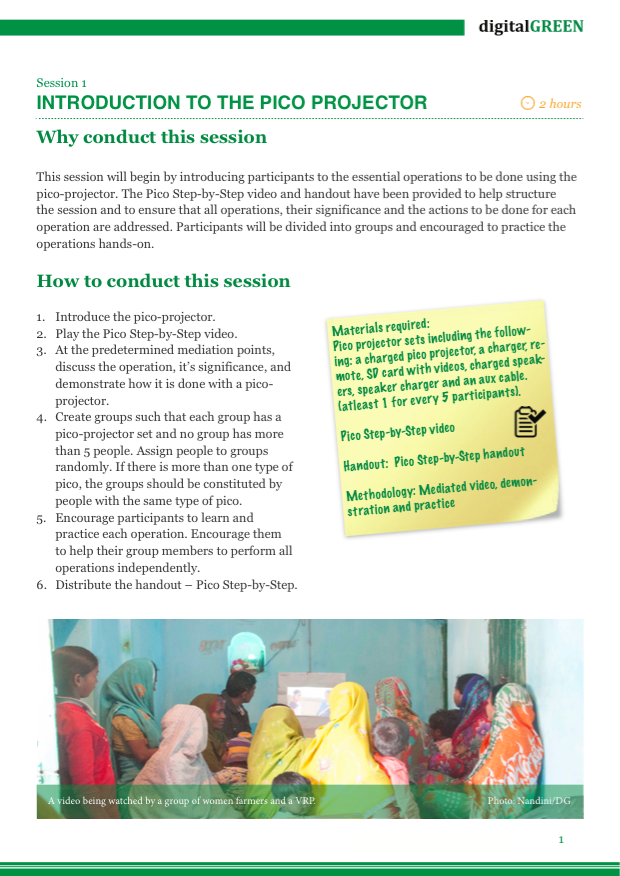 digitalGREEN
Session 1
INTRODUCTION TO THE PICO PROJECTOR
2 hours
Why conduct this session
This session will begin by introducing participants to the essential operations to be done using the
pico-projector. The Pico Step-by-Step video and handout have been provided to help structure
the session and to ensure that all operations, their significance and the actions to be done for each
operation are addressed. Participants will be divided into groups and encouraged to practice the
operations hands-on.
How to conduct this session
1. Introduce the pico-projector.
2. Play the Pico Step-by-Step video.
3. At the predetermined mediation points,
discuss the operation, it's significance, and
demonstrate how it is done with a pico-
projector.
4. Create groups such that each group has a
pico-projector set and no group has more
than 5 people. Assign people to groups
randomly. If there is more than one type of
pico, the groups should be constituted by
people with the same type of pico.
5. Encourage participants to learn and
practice each operation. Encourage them
to help their group members to perform all
operations independently.
6. Distribute the handout – Pico Step-by-Step.
Materials required:
Pico projector sets including the follow-
ing: a charged pico projector, a charger, re-
mote, SD card with videos, charged speak-
ers, speaker charger and an aux cable.
(atleast 1 for every 5 participants).
Pico Step-by-Step video
Handout: Pico Step-by-Step handout
Methodology: Mediated video, demon-
stration and practice
A video being watched by a group of women farmers and a VRP.
Photo: Nandini/DG
1